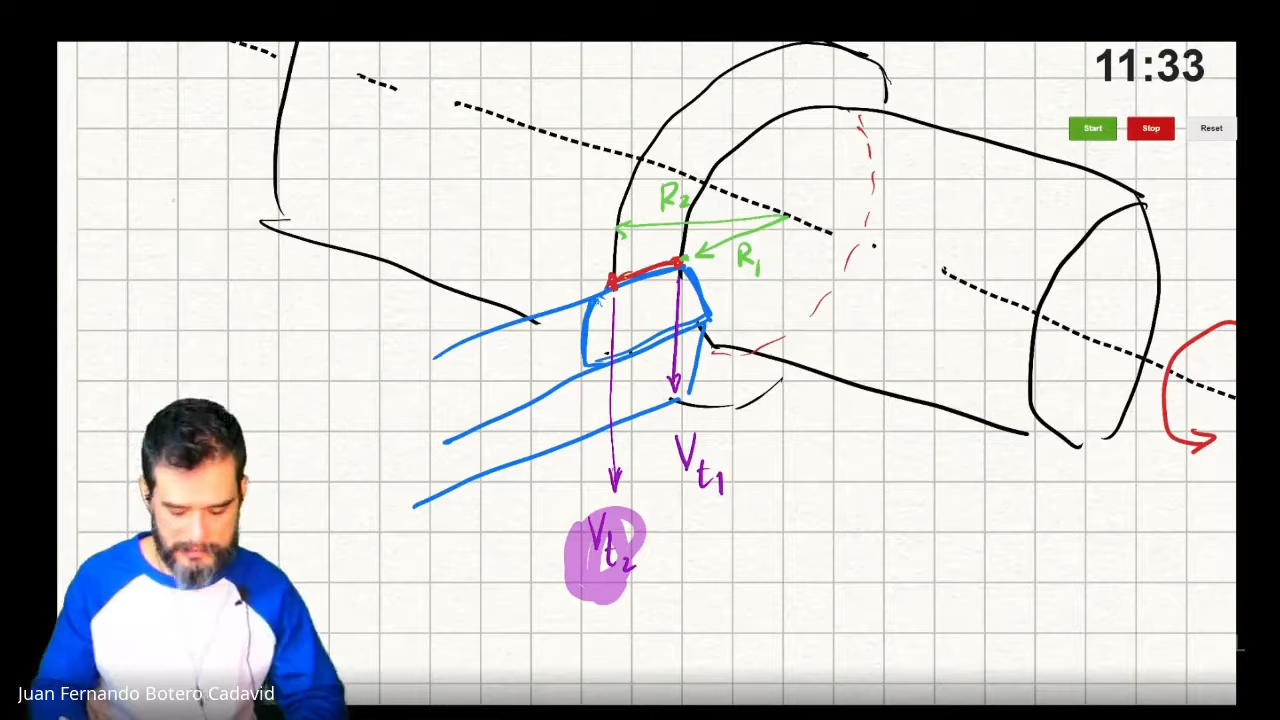 11:33
Start Stop Reset
R₂
R₁
Vt₁
Vt₂
Juan Fernando Botero Cadavid